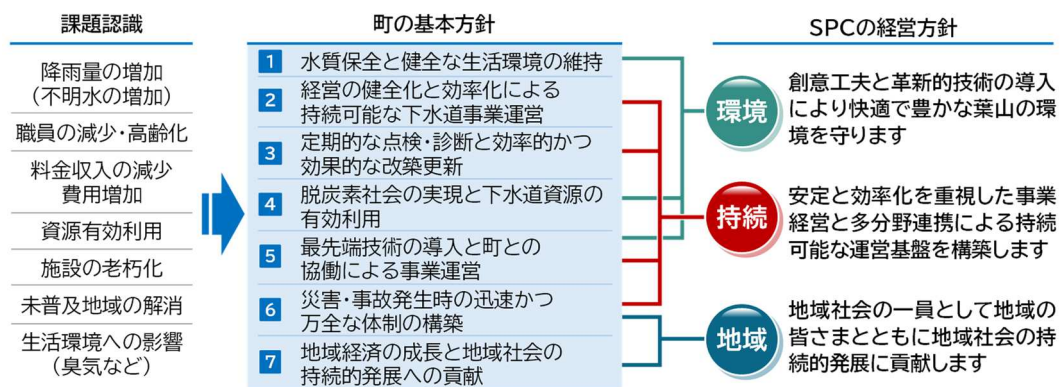 課題認識
降雨量の増加
（不明水の増加）
職員の減少・高齢化
料金収入の減少
費用増加
資源有効利用
施設の老朽化
未普及地域の解消
生活環境への影響
（臭気など）
町の基本方針
1 水質保全と健全な生活環境の維持
2 経営の健全化と効率化による
持続可能な下水道事業運営
3 定期的な点検・診断と効率的かつ
効果的な改築更新
4 脱炭素社会の実現と下水道資源の
有効利用
5 最先端技術の導入と町との
協働による事業運営
6 災害・事故発生時の迅速かつ
万全な体制の構築
7 地域経済の成長と地域社会の
持続的発展への貢献
SPCの経営方針
環境
創意工夫と革新的技術の導入
により快適で豊かな葉山の環
境を守ります
持続
安定と効率化を重視した事業
経営と多分野連携による持続
可能な運営基盤を構築します
地域
地域社会の一員として地域の
皆さまとともに地域社会の持
続的発展に貢献します